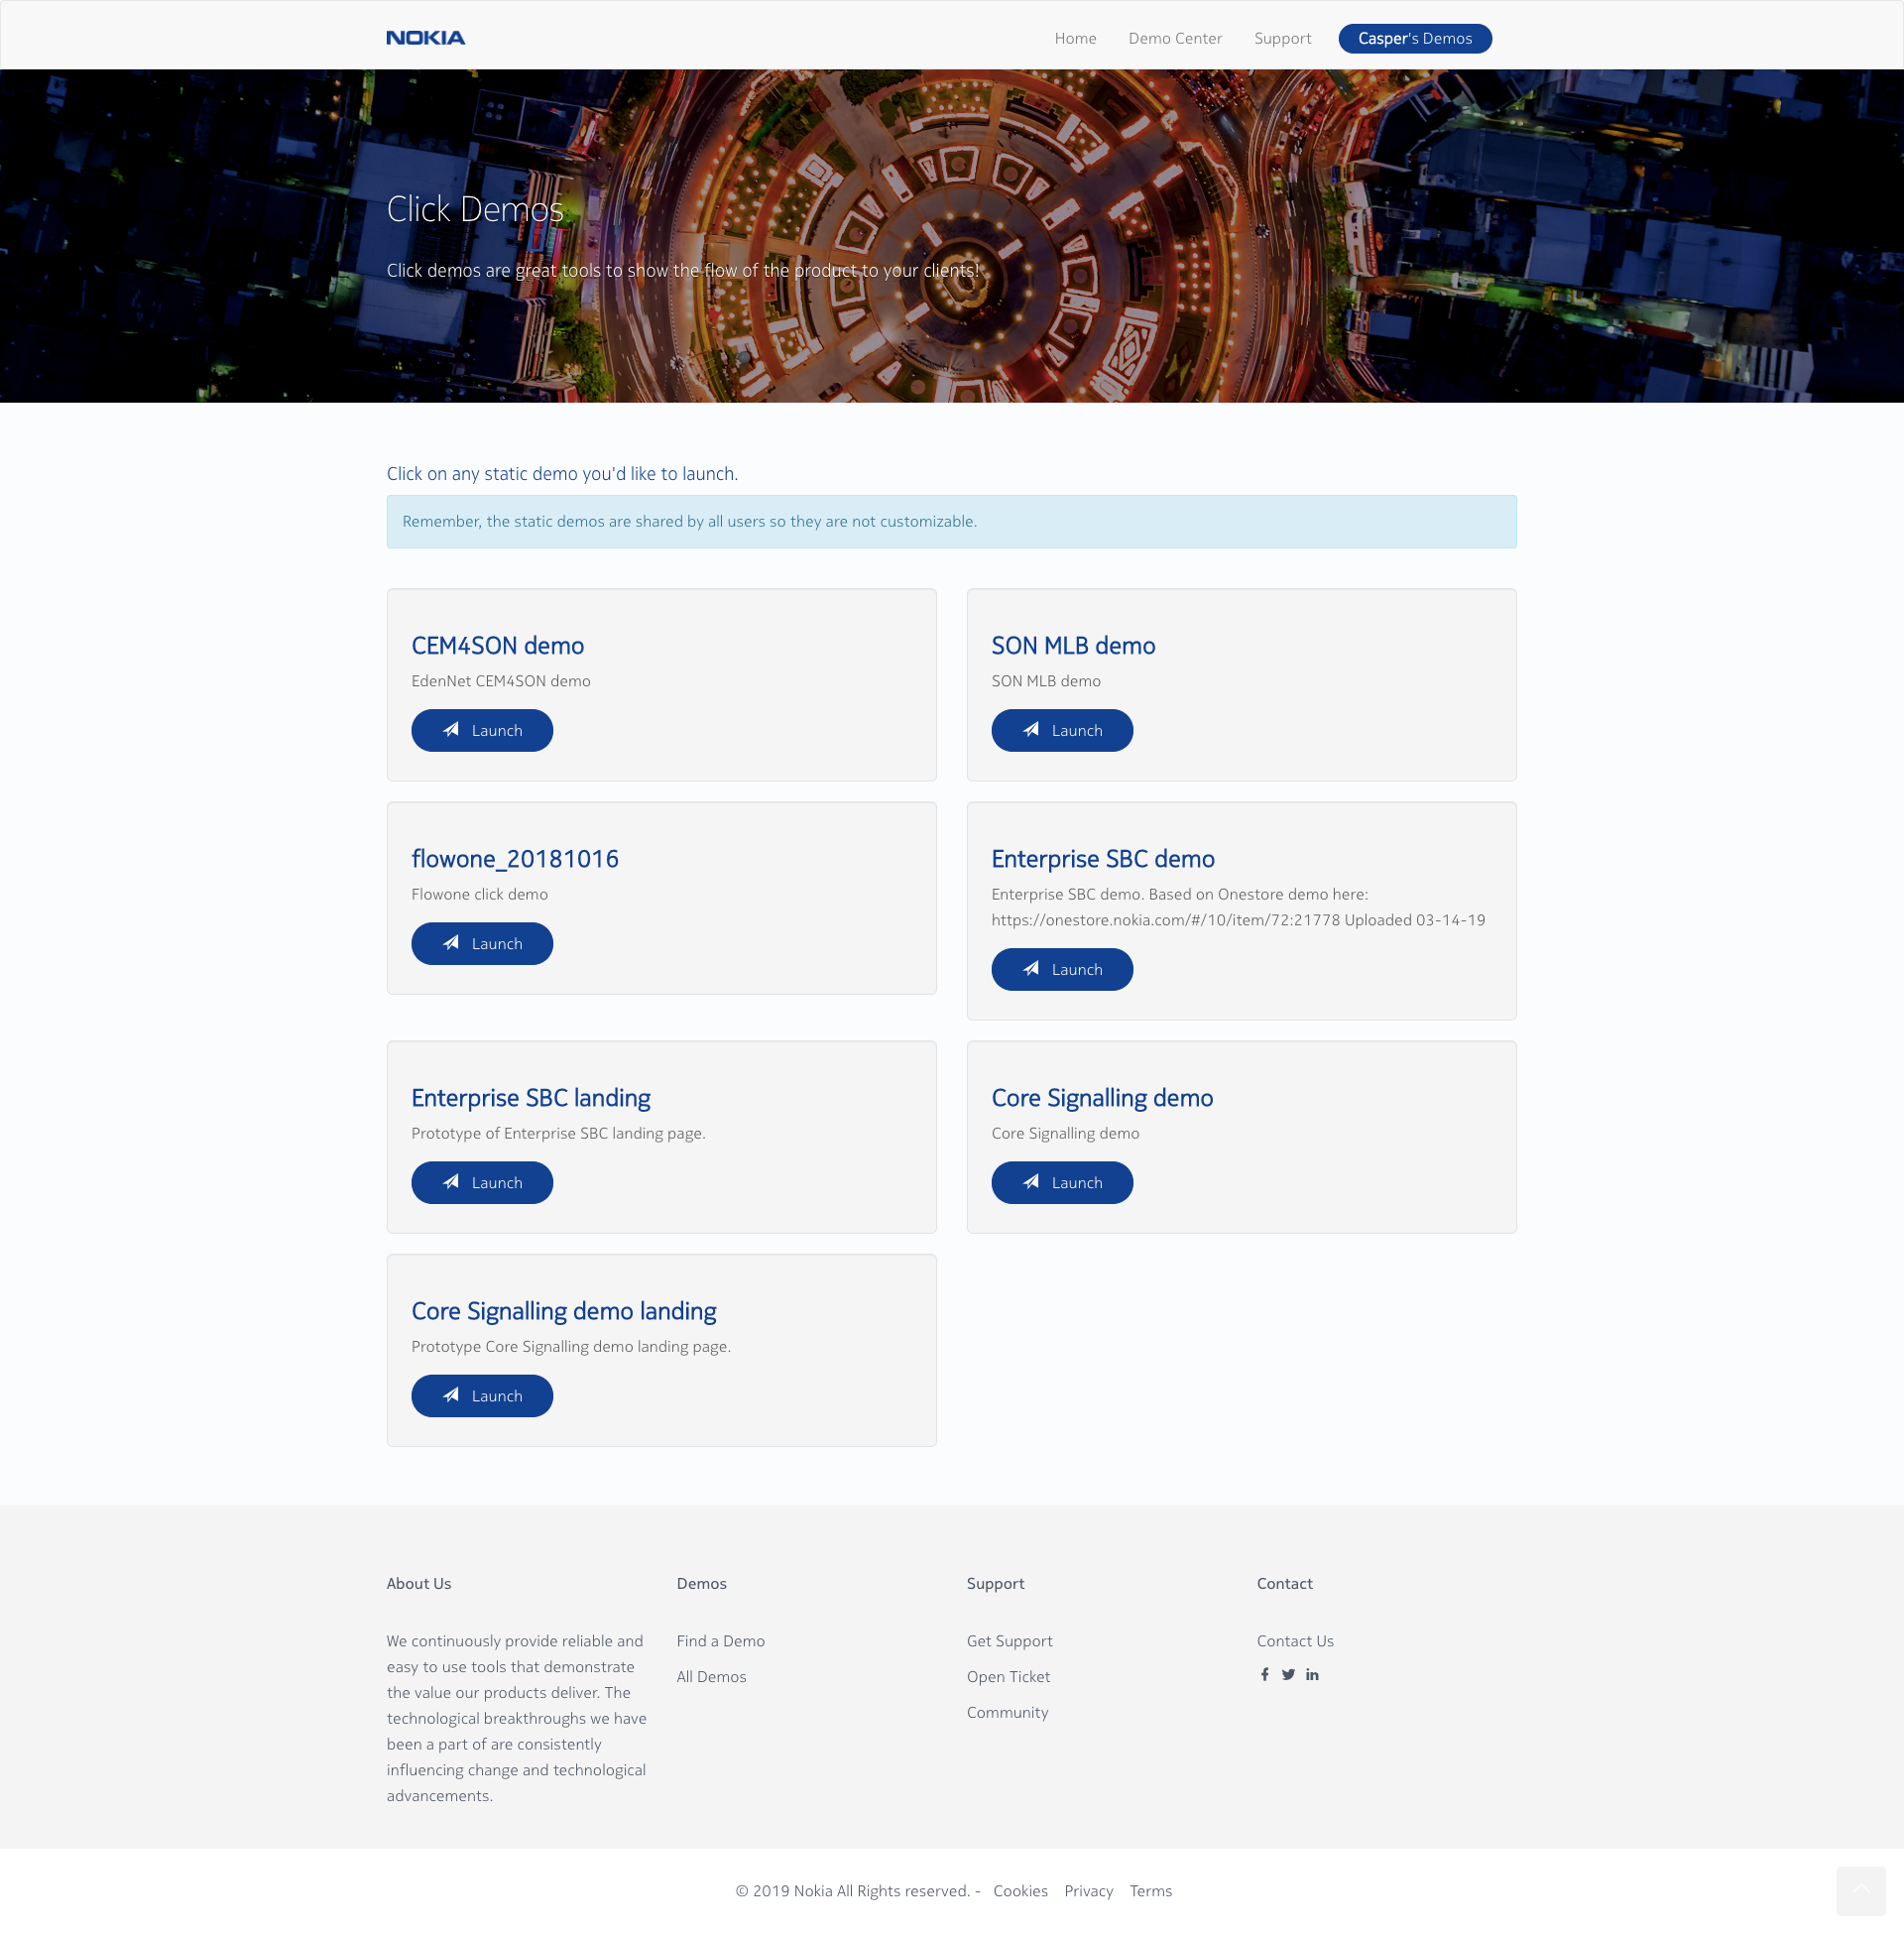 NOKIA
Home Demo Center Support Casper's Demos
Click Demos
Click demos are great tools to show the flow of the product to your clients!
Click on any static demo you'd like to launch.
Remember, the static demos are shared by all users so they are not customizable.
CEM4SON demo
EdenNet CEM4SON demo
Launch
SON MLB demo
SON MLB demo
Launch
flowone_20181016
Flowone click demo
Launch
Enterprise SBC demo
Enterprise SBC demo. Based on Onestore demo here:
https://onestore.nokia.com/#/10/item/72:21778 Uploaded 03-14-19
Launch
Enterprise SBC landing
Prototype of Enterprise SBC landing page.
Launch
Core Signalling demo
Core Signalling demo
Launch
Core Signalling demo landing
Prototype Core Signalling demo landing page.
Launch
About Us
We continuously provide reliable and
easy to use tools that demonstrate
the value our products deliver. The
technological breakthroughs we have
been a part of are consistently
influencing change and technological
advancements.
Demos
Find a Demo
All Demos
Support
Get Support
Open Ticket
Community
Contact
Contact Us
© 2019 Nokia All Rights reserved. - Cookies Privacy Terms